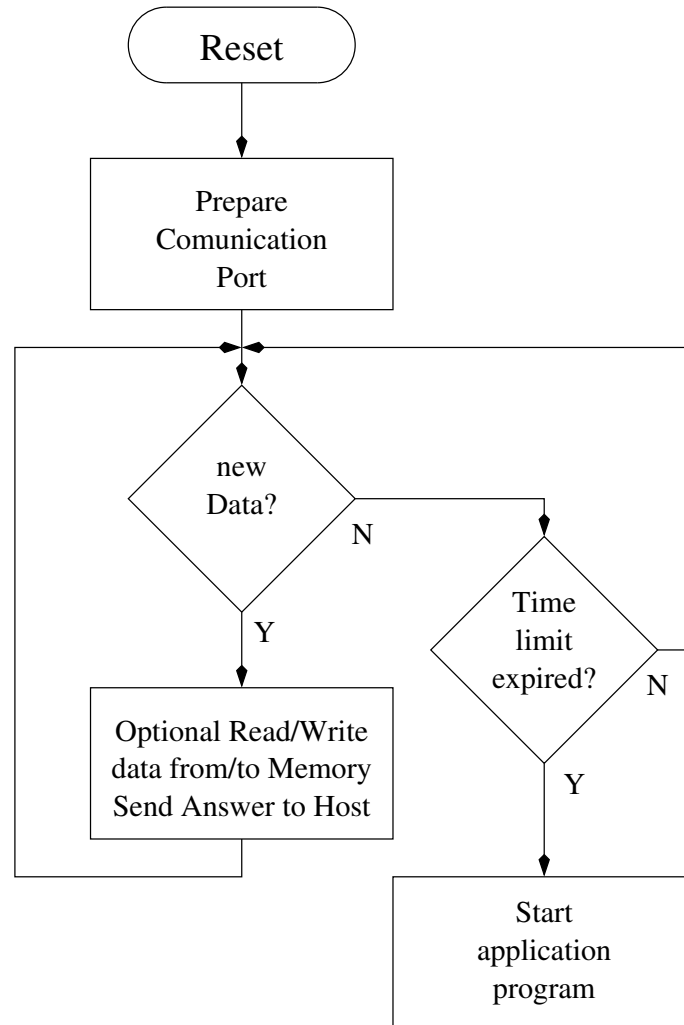 Reset
Prepare
Comunication
Port
new
Data?
N
Y
Time
limit
expired?
N
Y
Optional Read/Write
data from/to Memory
Send Answer to Host
Start
application
program